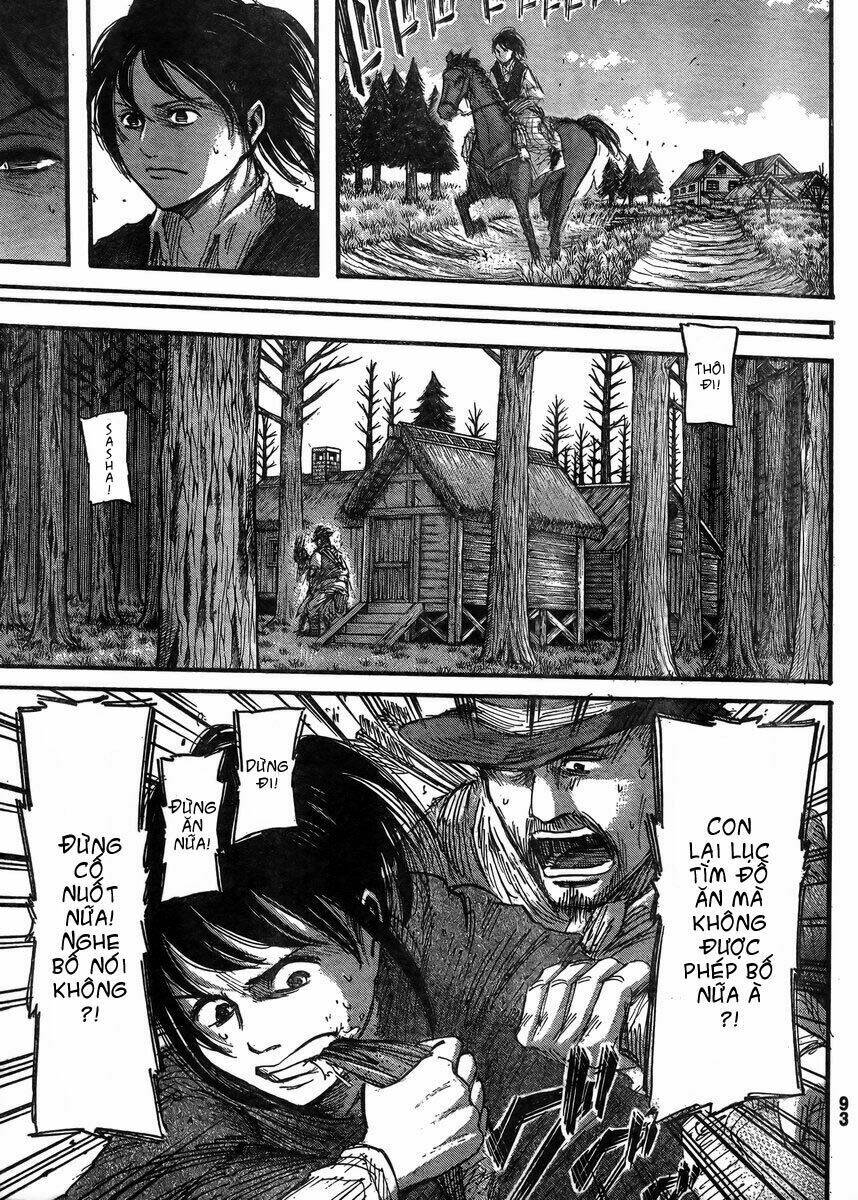 THÔI
ĐI!
SASHA!
CON
LẠI LỤC
TÌM ĐỒ
ĂN MÀ
KHÔNG
ĐƯỢC
PHÉP BỐ
NỮA À
?!
DỪNG
ĐI!
ĐỪNG
ĂN NỮA!
ĐỪNG
CỐ
NUỐT
NỮA!
NGHE
BỐ NÓI
KHÔNG
?!
93